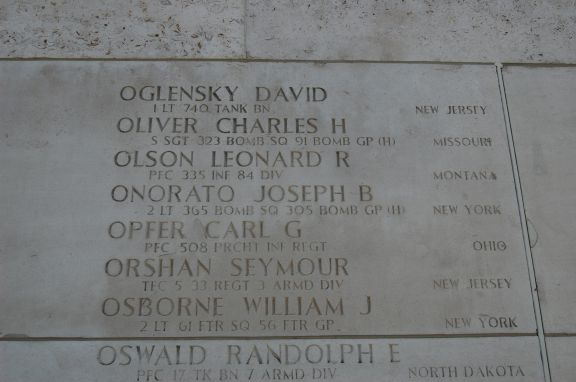 OGLENSKY DAVID
1 LT 740 TANK BN NEW JERSEY
OLIVER CHARLES H
S SGT 323 BOMB SQ 91 BOMB GP (H) MISSOURI
OLSON LEONARD R
PFC 335 INF 84 DIV MONTANA
ONORATO JOSEPH B
2 LT 365 BOMB SQ 305 BOMB GP (H) NEW YORK
OPFER CARL G
PFC 508 PRCHT INF REGT OHIO
ORSHAN SEYMOUR
TEC 5 33 REGT 3 ARMD DIV NEW JERSEY
OSBORNE WILLIAM J
2 LT 61 FTR SQ 56 FTR GP NEW YORK
OSWALD RANDOLPH E
PFC 17 TK BN 7 ARMD DIV NORTH DAKOTA